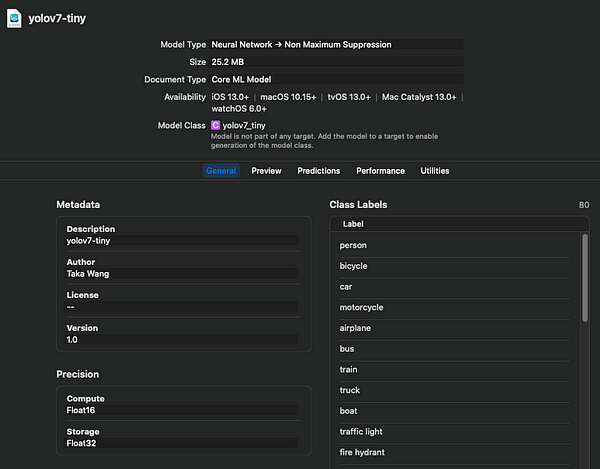 yolov7-tiny
Model Type Neural Network → Non Maximum Suppression
Size 25.2 MB
Document Type Core ML Model
Availability iOS 13.0+ | macOS 10.15+ | tvOS 13.0+ | Mac Catalyst 13.0+ |
watchOS 6.0+
Model Class C yolov7_tiny
Model is not part of any target. Add the model to a target to enable
generation of the model class.
General Preview Predictions Performance Utilities
Metadata
Description
yolov7-tiny
Author
Taka Wang
License
--
Version
1.0
Precision
Compute
Float16
Storage
Float32
Class Labels 80
Label
person
bicycle
car
motorcycle
airplane
bus
train
truck
boat
traffic light
fire hydrant